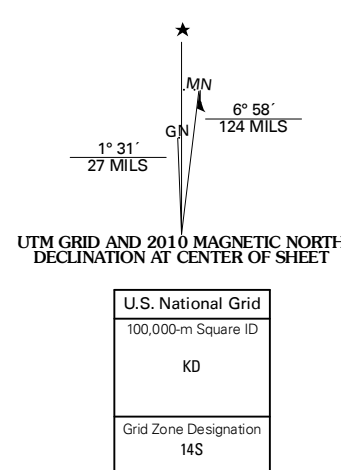 ★
MN
6° 58´
124 MILS
GN
1° 31´
27 MILS
UTM GRID AND 2010 MAGNETIC NORTH
DECLINATION AT CENTER OF SHEET
U.S. National Grid
100,000-m Square ID
KD
Grid Zone Designation
14S